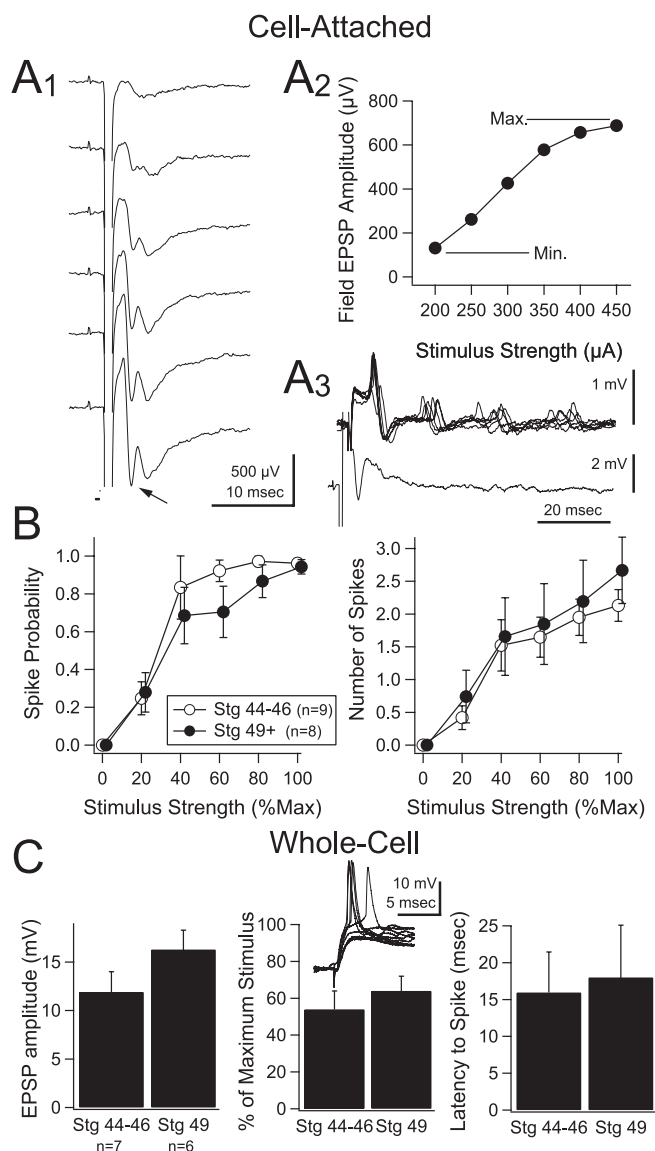 Cell-Attached
A1
A2
Field EPSP Amplitude (µV)
800
600
400
200
0
Max.
Min.
200 250 300 350 400 450
Stimulus Strength (µA)
500 µV
10 msec
A3
1 mV
2 mV
20 msec
B
Spike Probability
1.0
0.8
0.6
0.4
0.2
0.0
Stg 44-46 (n=9)
Stg 49+ (n=8)
0 20 40 60 80 100
Stimulus Strength (%Max)
Number of Spikes
3.0
2.5
2.0
1.5
1.0
0.5
0.0
0 20 40 60 80 100
Stimulus Strength (%Max)
Whole-Cell
C
EPSP amplitude (mV)
15
10
5
0
Stg 44-46 Stg 49
n=7 n=6
10 mV
5 msec
% of Maximum Stimulus
100
80
60
40
20
0
Stg 44-46 Stg 49
Latency to Spike (msec)
25
20
15
10
5
0
Stg 44-46 Stg 49